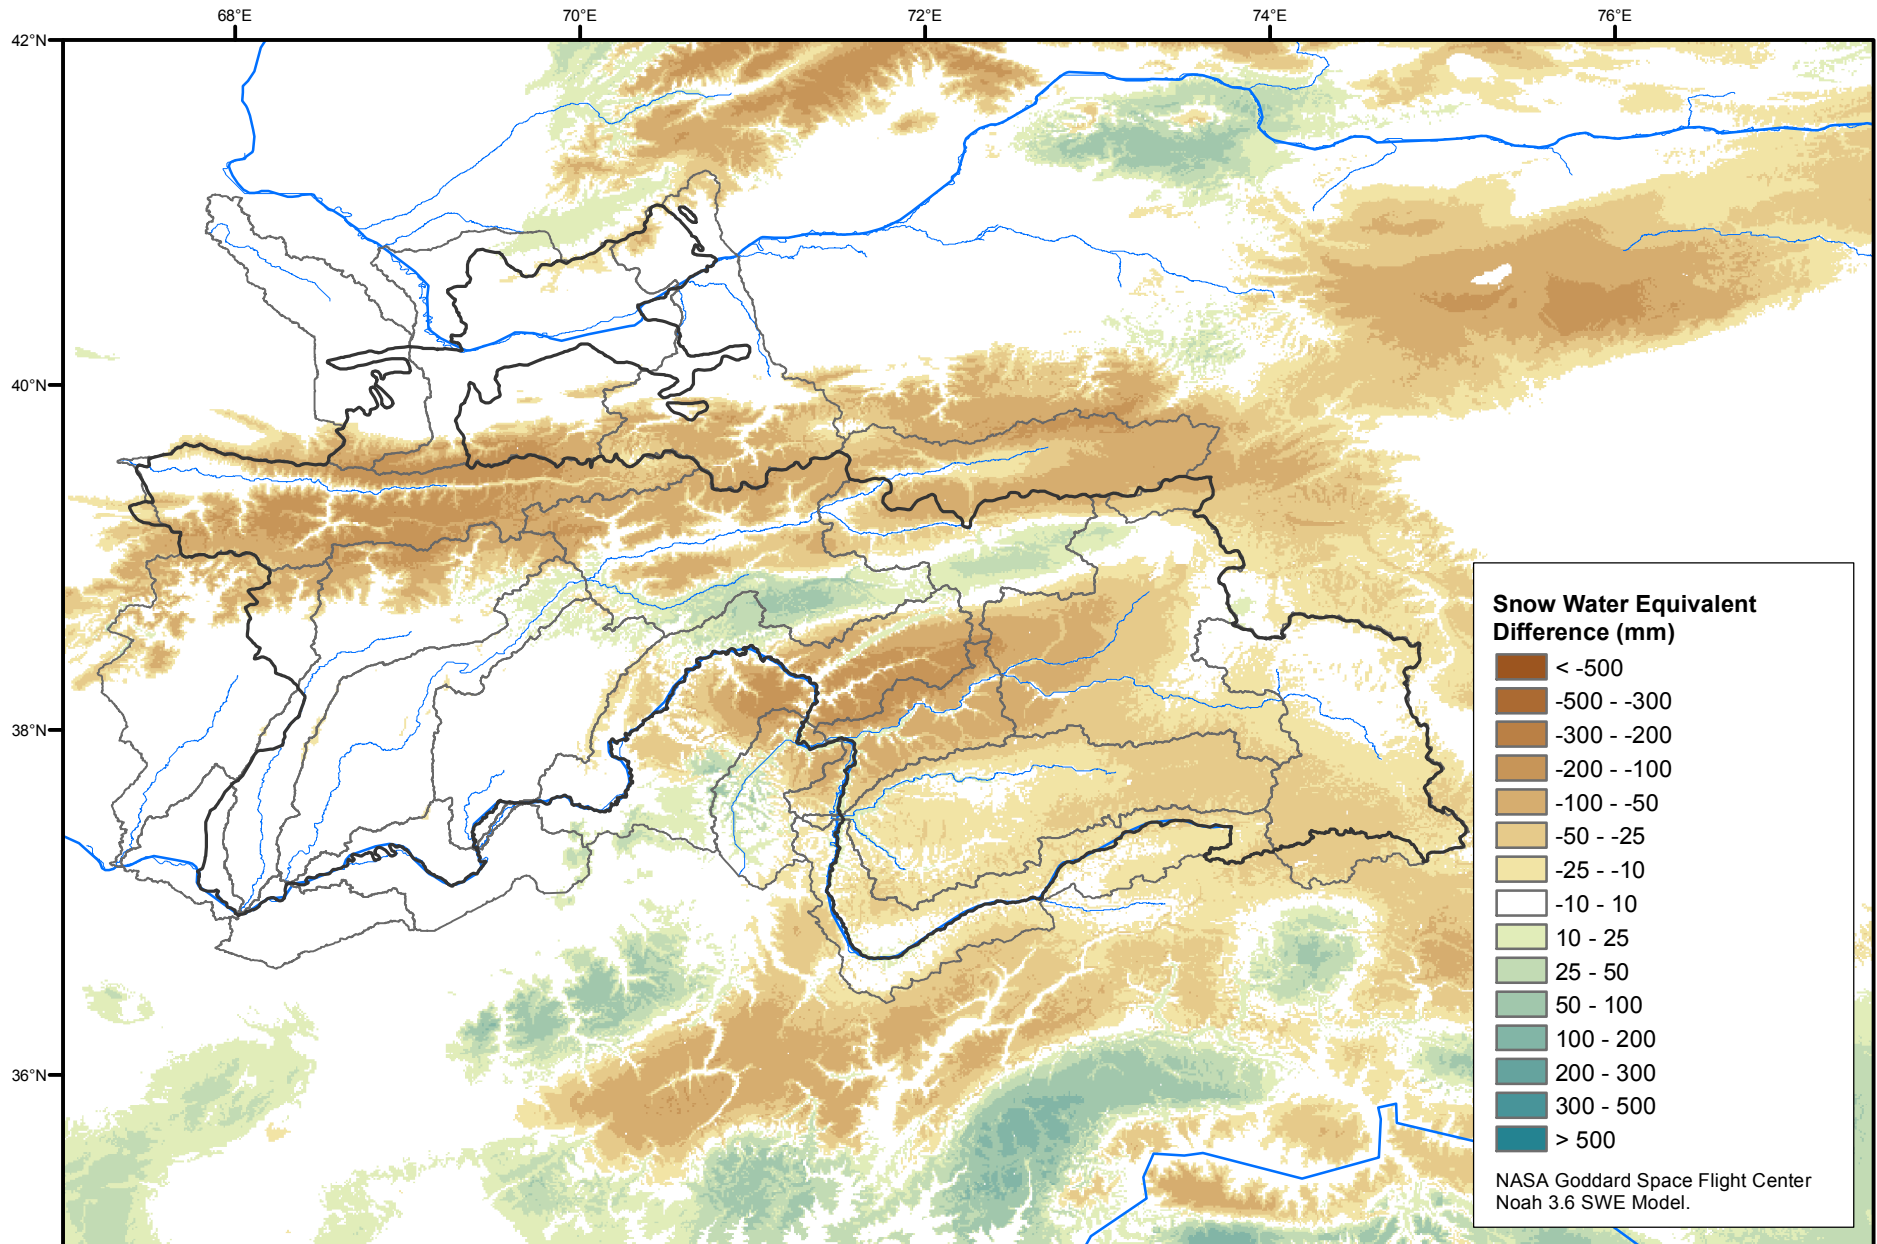 68°E
70°E
72°E
74°E
76°E
42°N
40°N
38°N
36°N
Snow Water Equivalent
Difference (mm)
< -500
-500 - -300
-300 - -200
-200 - -100
-100 - -50
-50 - -25
-25 - -10
-10 - 10
10 - 25
25 - 50
50 - 100
100 - 200
200 - 300
300 - 500
> 500
NASA Goddard Space Flight Center
Noah 3.6 SWE Model.